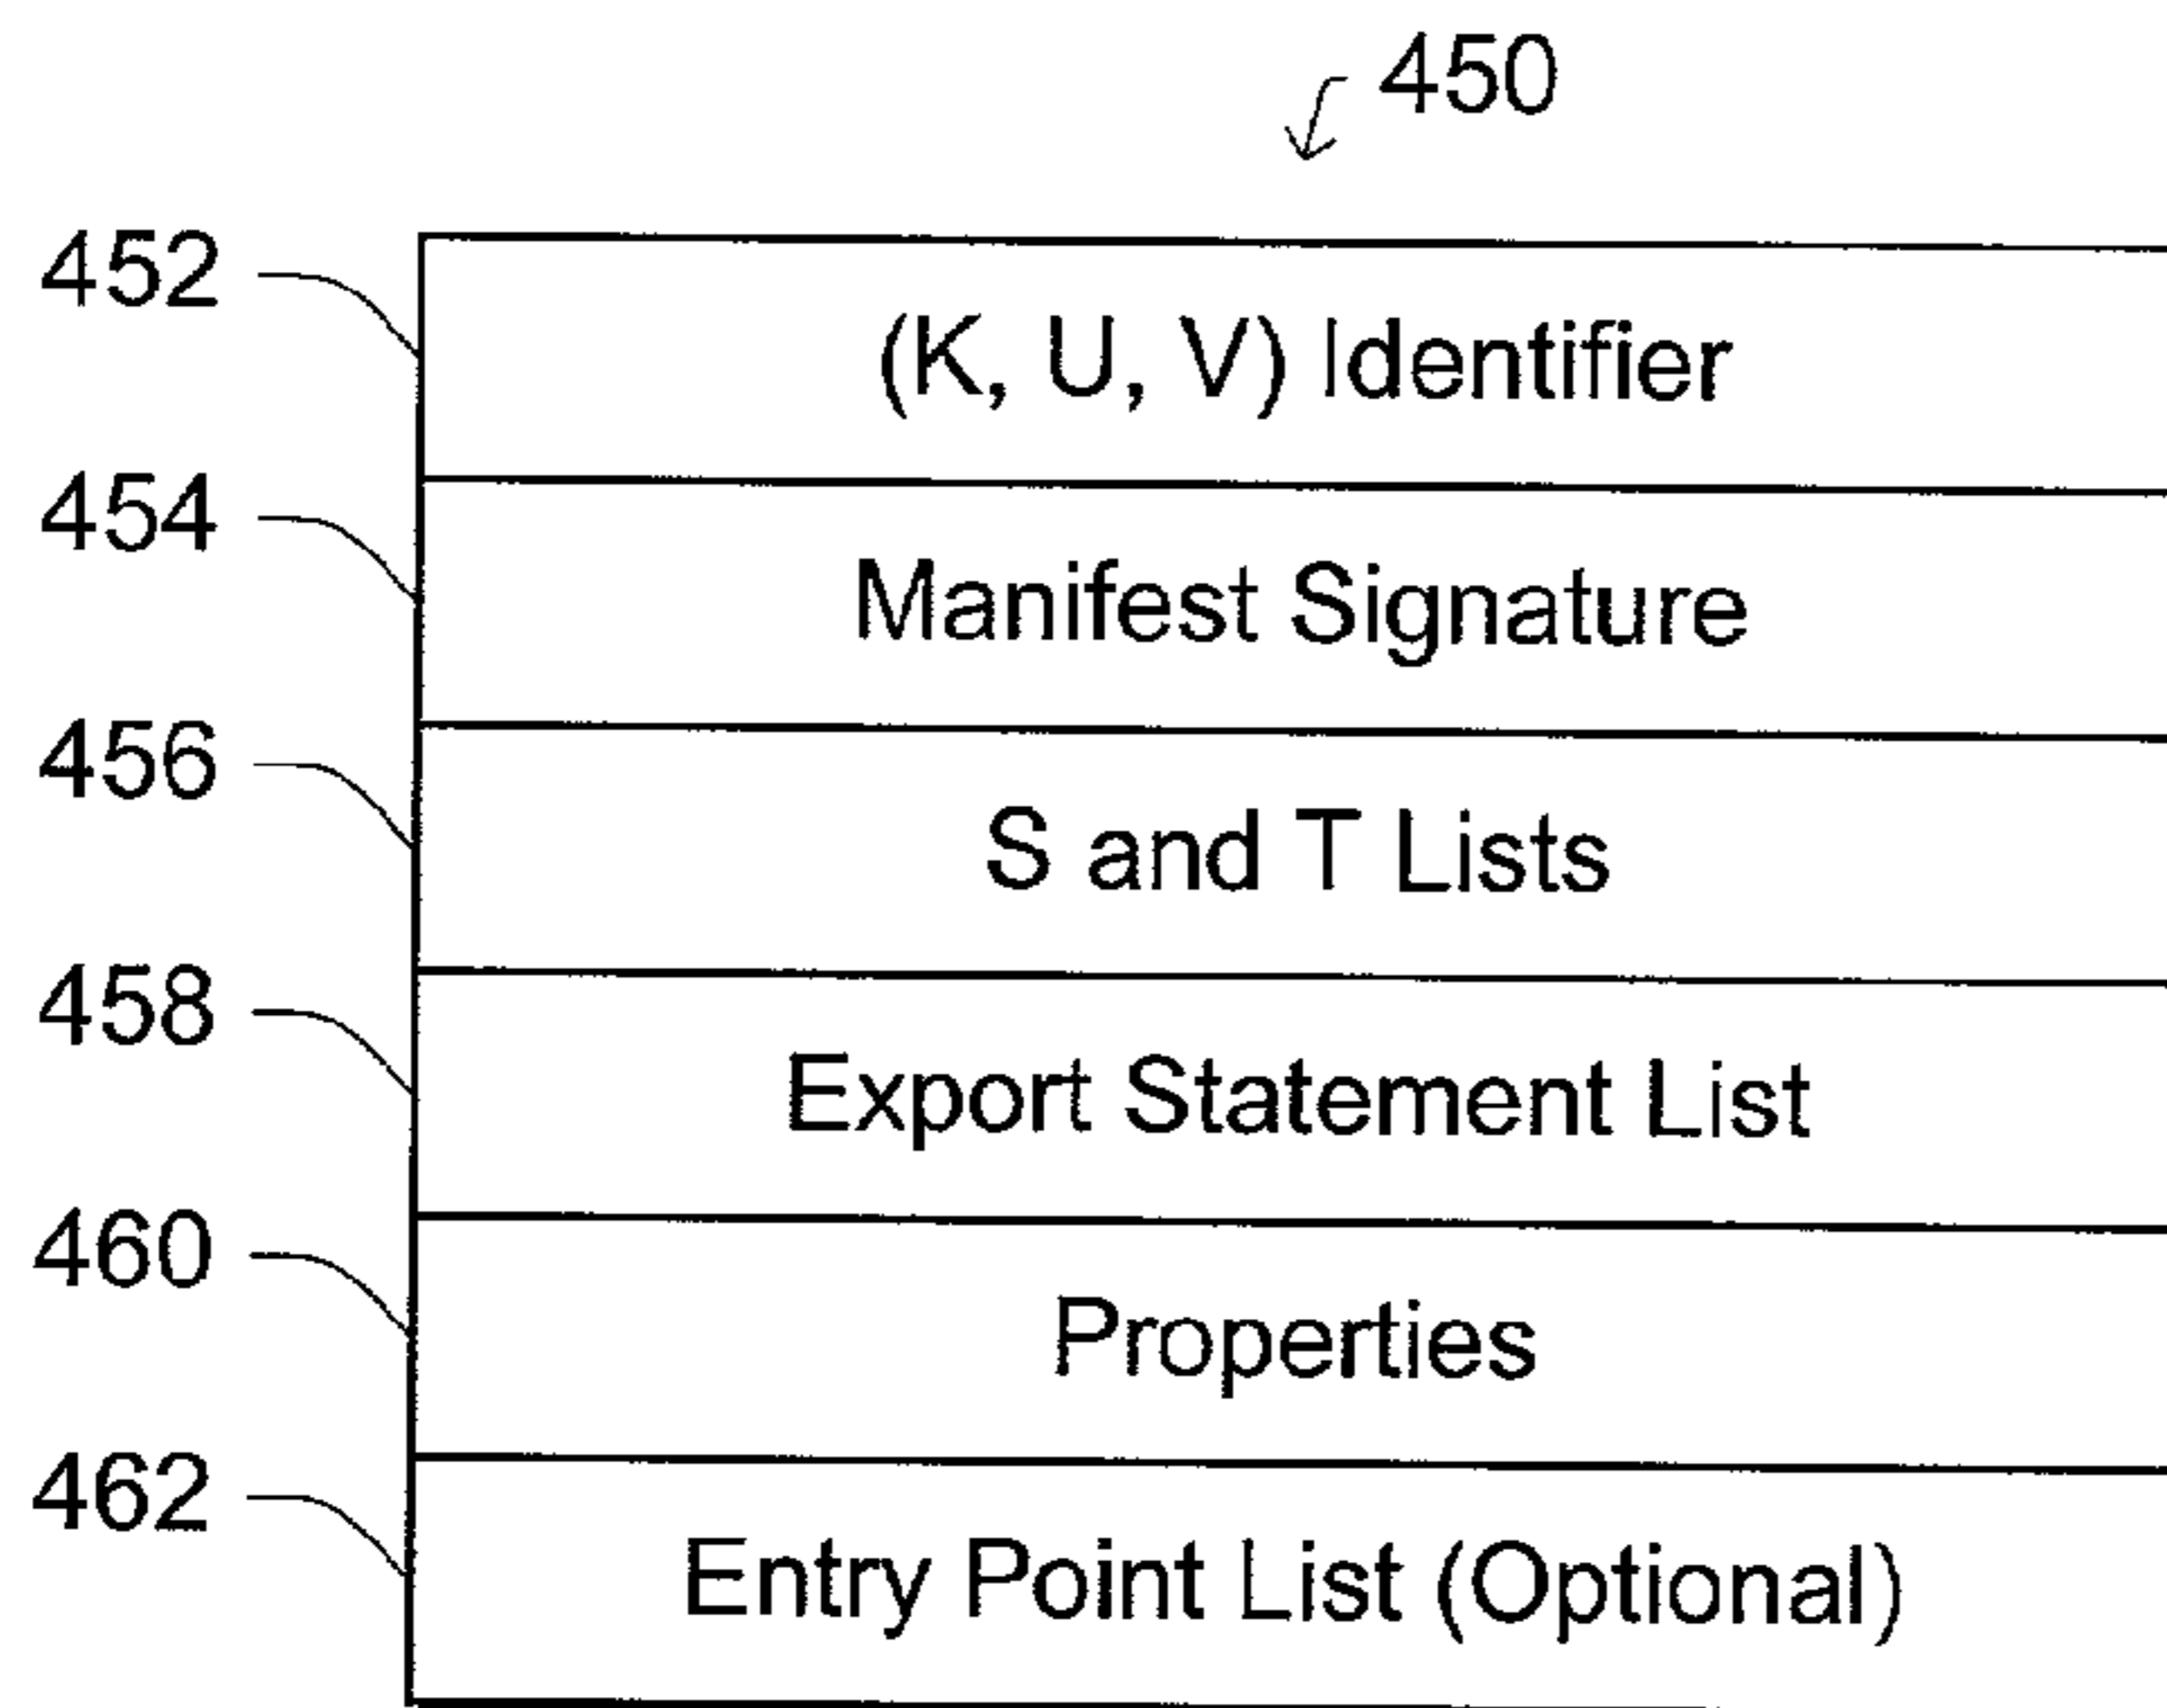 450
452
(K, U, V) Identifier
454
Manifest Signature
456
S and T Lists
458
Export Statement List
460
Properties
462
Entry Point List (Optional)